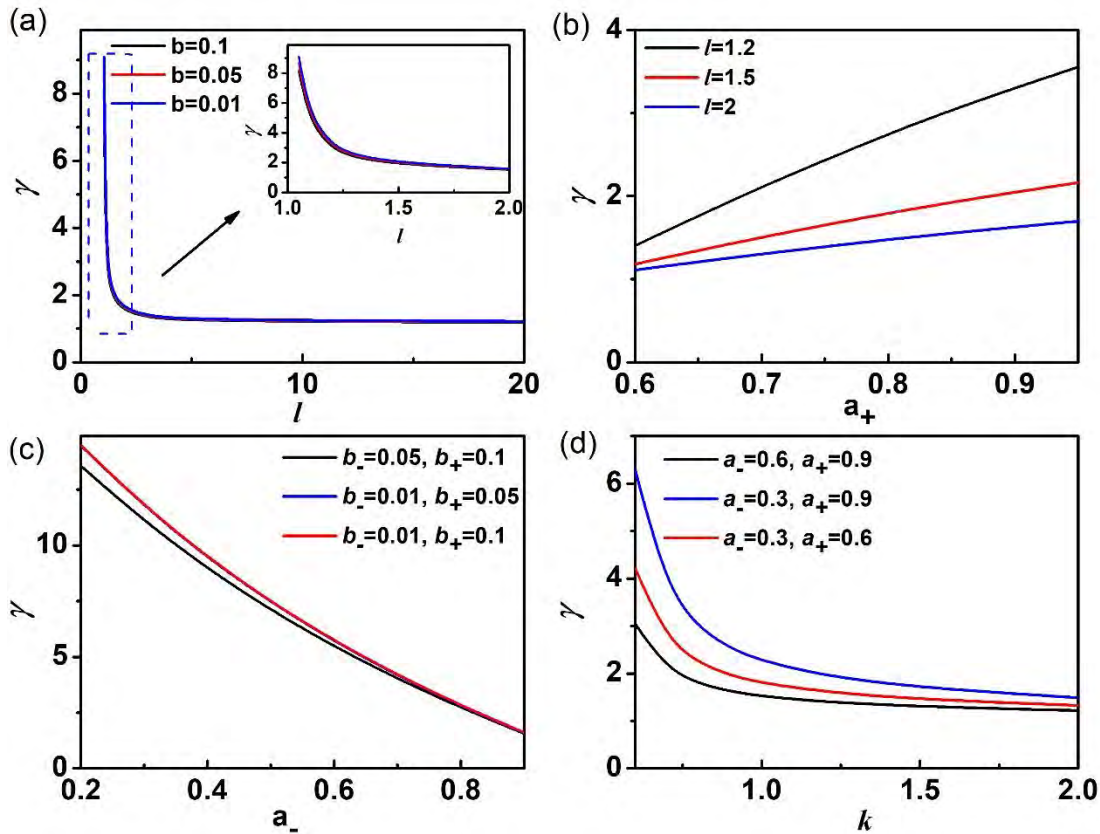 (a)
b=0.1
b=0.05
b=0.01
γ
8
6
4
2
0
0
10
20
l
γ
8
6
4
2
0
1.0
1.5
2.0
l
(b)
l=1.2
l=1.5
l=2
γ
4
2
0
0.6
0.7
0.8
0.9
a+
(c)
b-=0.05, b+=0.1
b-=0.01, b+=0.05
b-=0.01, b+=0.1
γ
10
5
0
0.2
0.4
0.6
0.8
a-
(d)
a-=0.6, a+=0.9
a-=0.3, a+=0.9
a-=0.3, a+=0.6
γ
6
4
2
0
1.0
1.5
2.0
k